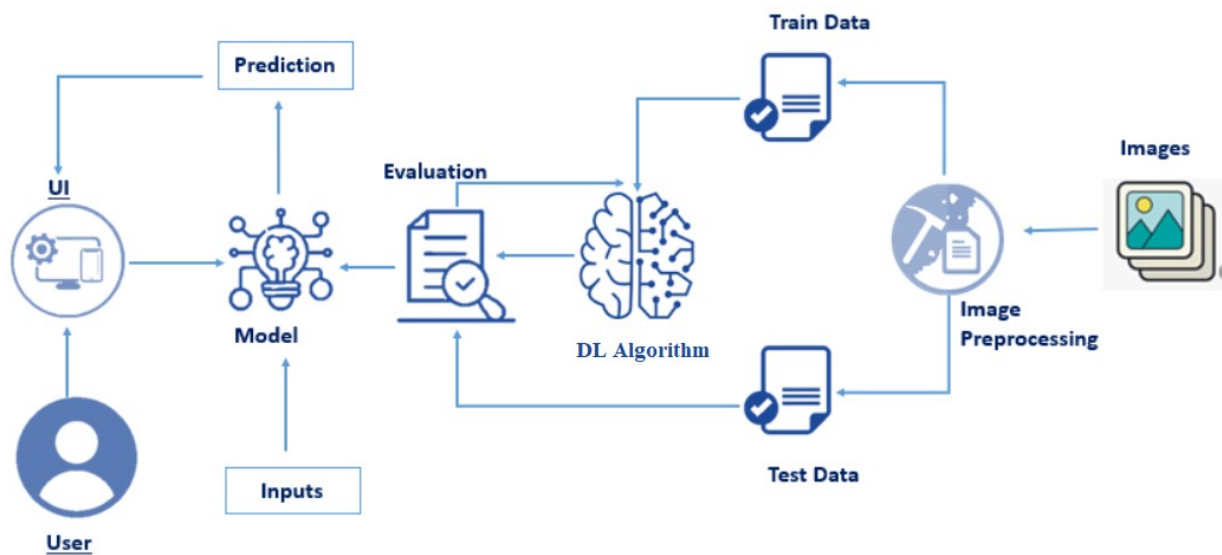 Train Data
Prediction
Images
Evaluation
UI
Image
Preprocessing
Model
DL Algorithm
Test Data
Inputs
User